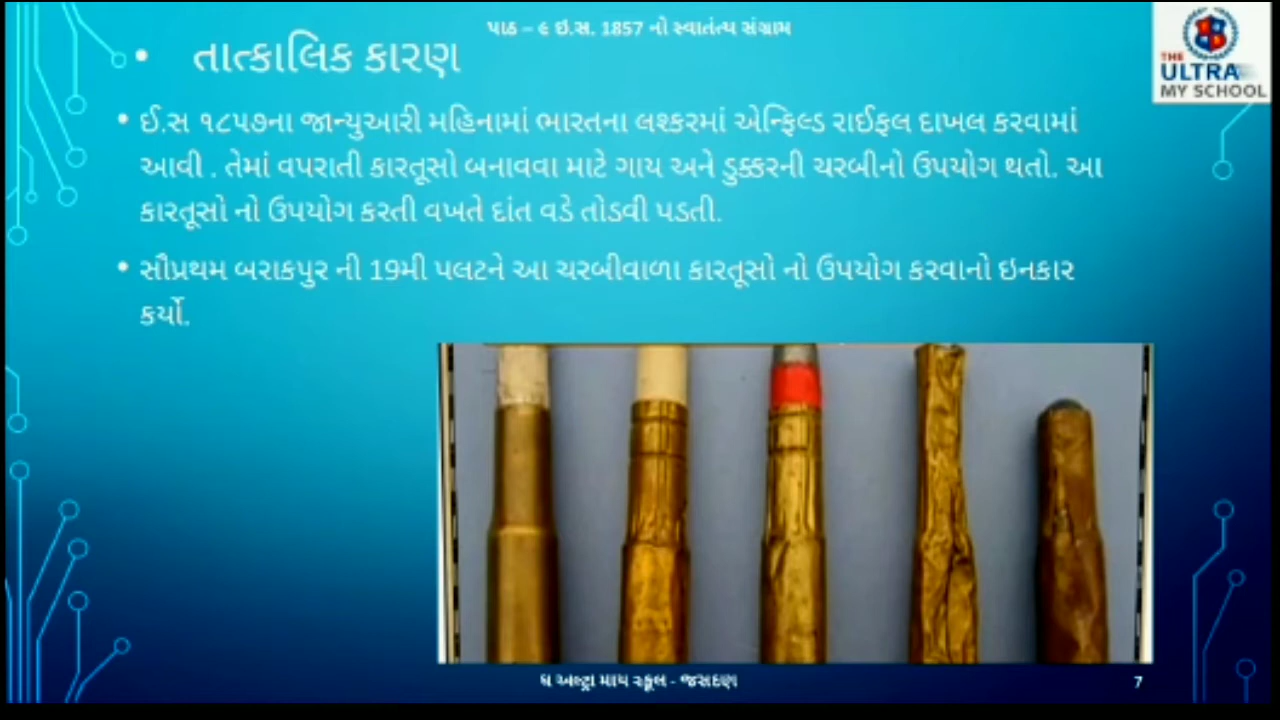 પાઠ – ૯ ઇ.સ. 1857 નો સ્વાતંત્ય સંગ્રામ
• તાત્કાલિક કારણ
THE
ULTRA
MY SCHOOL
• ઈ.સ ૧૮૫૭ના જાન્યુઆરી મહિનામાં ભારતના લશ્કરમાં એન્ફિલ્ડ રાઈફલ દાખલ કરવામાં
આવી . તેમાં વપરાતી કારતૂસો બનાવવા માટે ગાય અને ડુક્કરની ચરબીનો ઉપયોગ થતો. આ
કારતૂસો નો ઉપયોગ કરતી વખતે દાંત વડે તોડવી પડતી.
• સૌપ્રથમ બરાકપુર ની 19મી પલટને આ ચરબીવાળા કારતૂસો નો ઉપયોગ કરવાનો ઇનકાર
કર્યો.
ધ અલ્ટ્રા માય સ્કૂલ - જસદણ
7